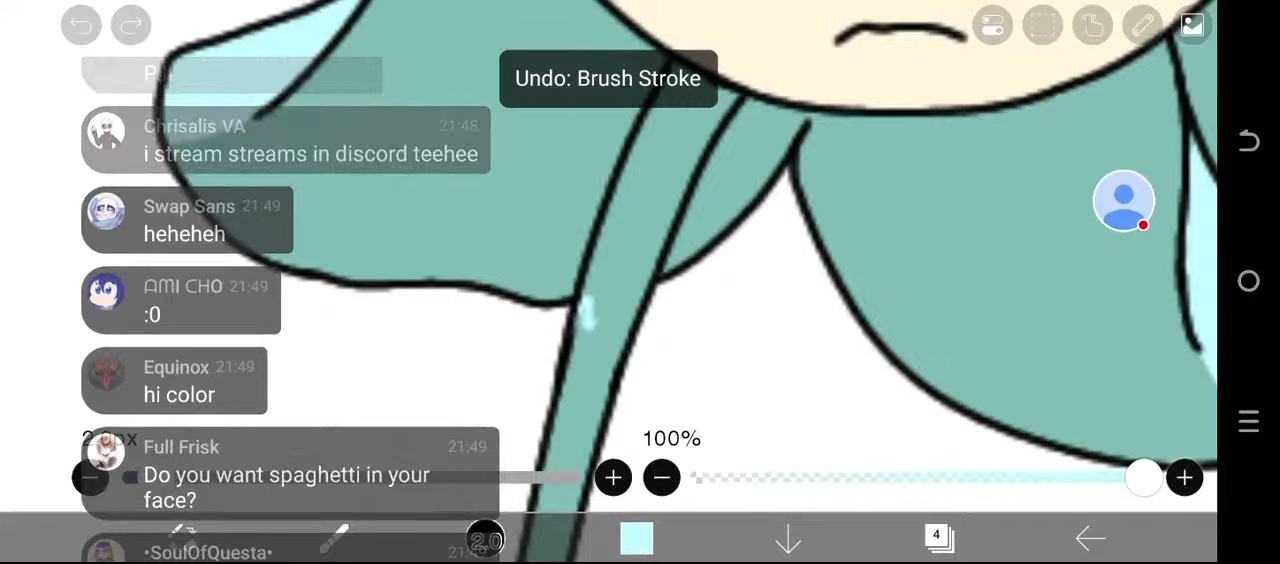 Undo: Brush Stroke
Chrisalis VA 21:48
i stream streams in discord teehee
Swap Sans 21:49
heheheh
AMI CHO 21:49
:0
Equinox 21:49
hi color
100%
Full Frisk 21:49
Do you want spaghetti in your
face?
2.0
4
•SoulOfQuesta•